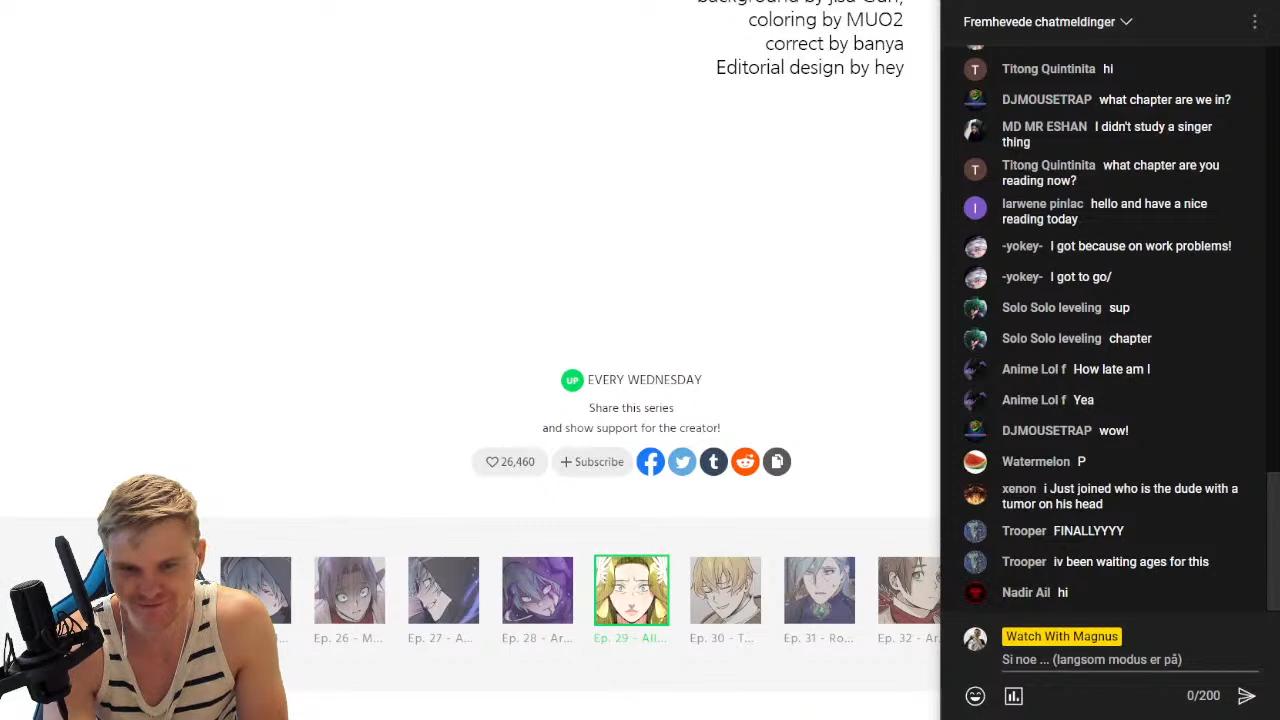 coloring by MUO2
correct by banya
Editorial design by hey
UP EVERY WEDNESDAY
Share this series
and show support for the creator!
26,460
+ Subscribe
Ep. 26 - M...
Ep. 27 - A...
Ep. 28 - Ar...
Ep. 29 - All...
Ep. 30 - T...
Ep. 31 - Ro...
Ep. 32 - Ar
Fremhevede chatmeldinger
Titong Quintinita hi
DJMOUSETRAP what chapter are we in?
MD MR ESHAN I didn't study a singer
thing
Titong Quintinita what chapter are you
reading now?
larwene pinlac hello and have a nice
reading today
-yokey- I got because on work problems!
-yokey- I got to go/
Solo Solo leveling sup
Solo Solo leveling chapter
Anime Lol f How late am I
Anime Lol f Yea
DJMOUSETRAP wow!
Watermelon P
xenon i Just joined who is the dude with a
tumor on his head
Trooper FINALLYYYY
Trooper iv been waiting ages for this
Nadir Ail hi
Watch With Magnus
Si noe ... (langsom modus er på)
0/200